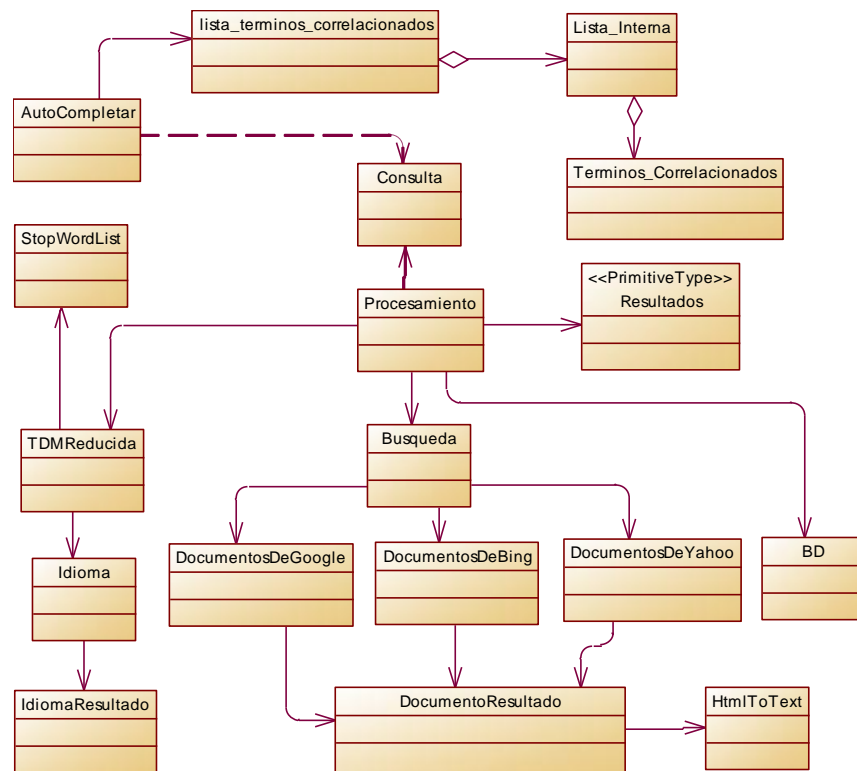 lista_terminos_correlacionados
Lista_Interna
AutoCompletar
Consulta
Terminos_Correlacionados
StopWordList
<<PrimitiveType>>
Resultados
Procesamiento
TDMReducida
Busqueda
DocumentosDeGoogle
DocumentosDeBing
DocumentosDeYahoo
BD
Idioma
IdiomaResultado
DocumentoResultado
HtmlToText